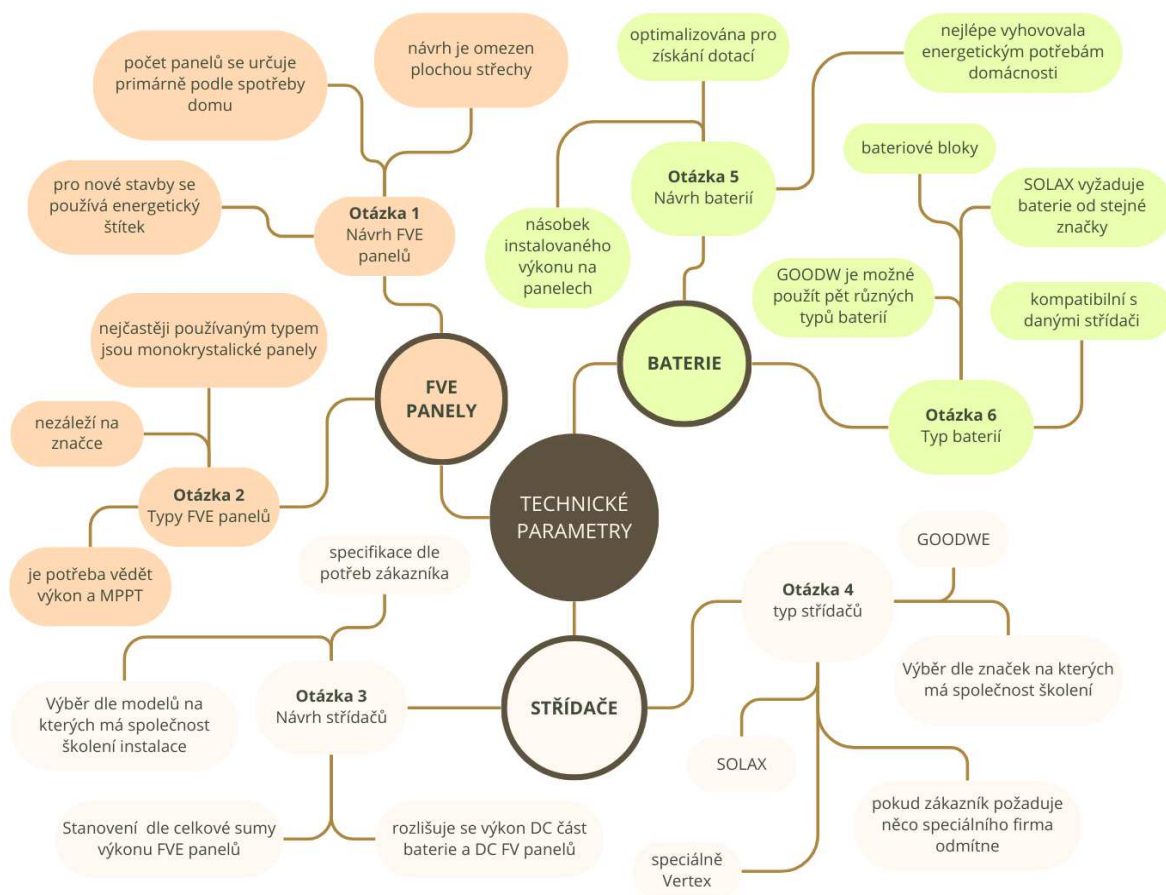 počet panelů se určuje
primárně podle spotřeby
domu
návrh je omezen
plochou střechy
pro nové stavby se
používá energetický
štítek
Otázka 1
Návrh FVE
panelů
nejčastěji používaným typem
jsou monokrystalické panely
nezáleží na
značce
Otázka 2
Typy FVE panelů
je potřeba vědět
výkon a MPPT
FVE
PANELY
optimalizována pro
získání dotací
nejlépe vyhovovala
energetickým potřebám
domácnosti
Otázka 5
Návrh baterií
násobek
instalovaného
výkonu na
panelech
bateriové bloky
SOLAX vyžaduje
baterie od stejné
značky
GOODW je možné
použít pět různých
typů baterií
kompatibilní s
danými střídači
BATERIE
Otázka 6
Typ baterií
TECHNICKÉ
PARAMETRY
specifikace dle
potřeb zákazníka
Otázka 3
Návrh střídačů
Výběr dle modelů na
kterých má společnost
školení instalace
Stanovení dle celkové sumy
výkonu FVE panelů
rozlišuje se výkon DC část
baterie a DC FV panelů
STŘÍDAČE
GOODWE
Otázka 4
typ střídačů
Výběr dle značek na kterých
má společnost školení
SOLAX
pokud zákazník požaduje
něco speciálního firma
odmítne
speciálně
Vertex